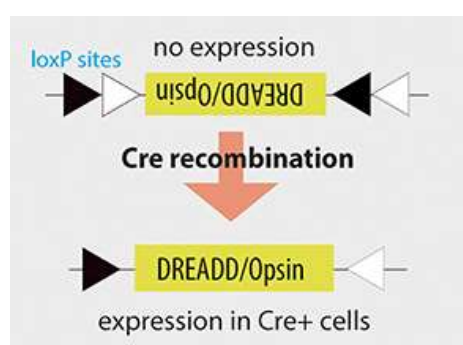 no expression
loxP sites
DREADD/Opsin
Cre recombination
DREADD/Opsin
expression in Cre+ cells